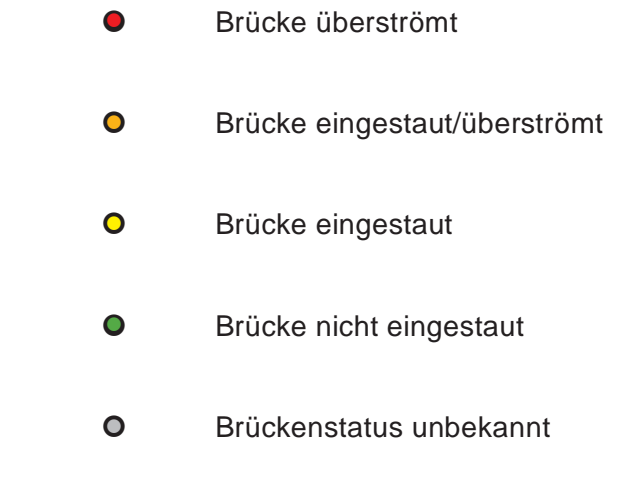 Brücke überströmt
Brücke eingestaut/überströmt
Brücke eingestaut
Brücke nicht eingestaut
Brückenstatus unbekannt